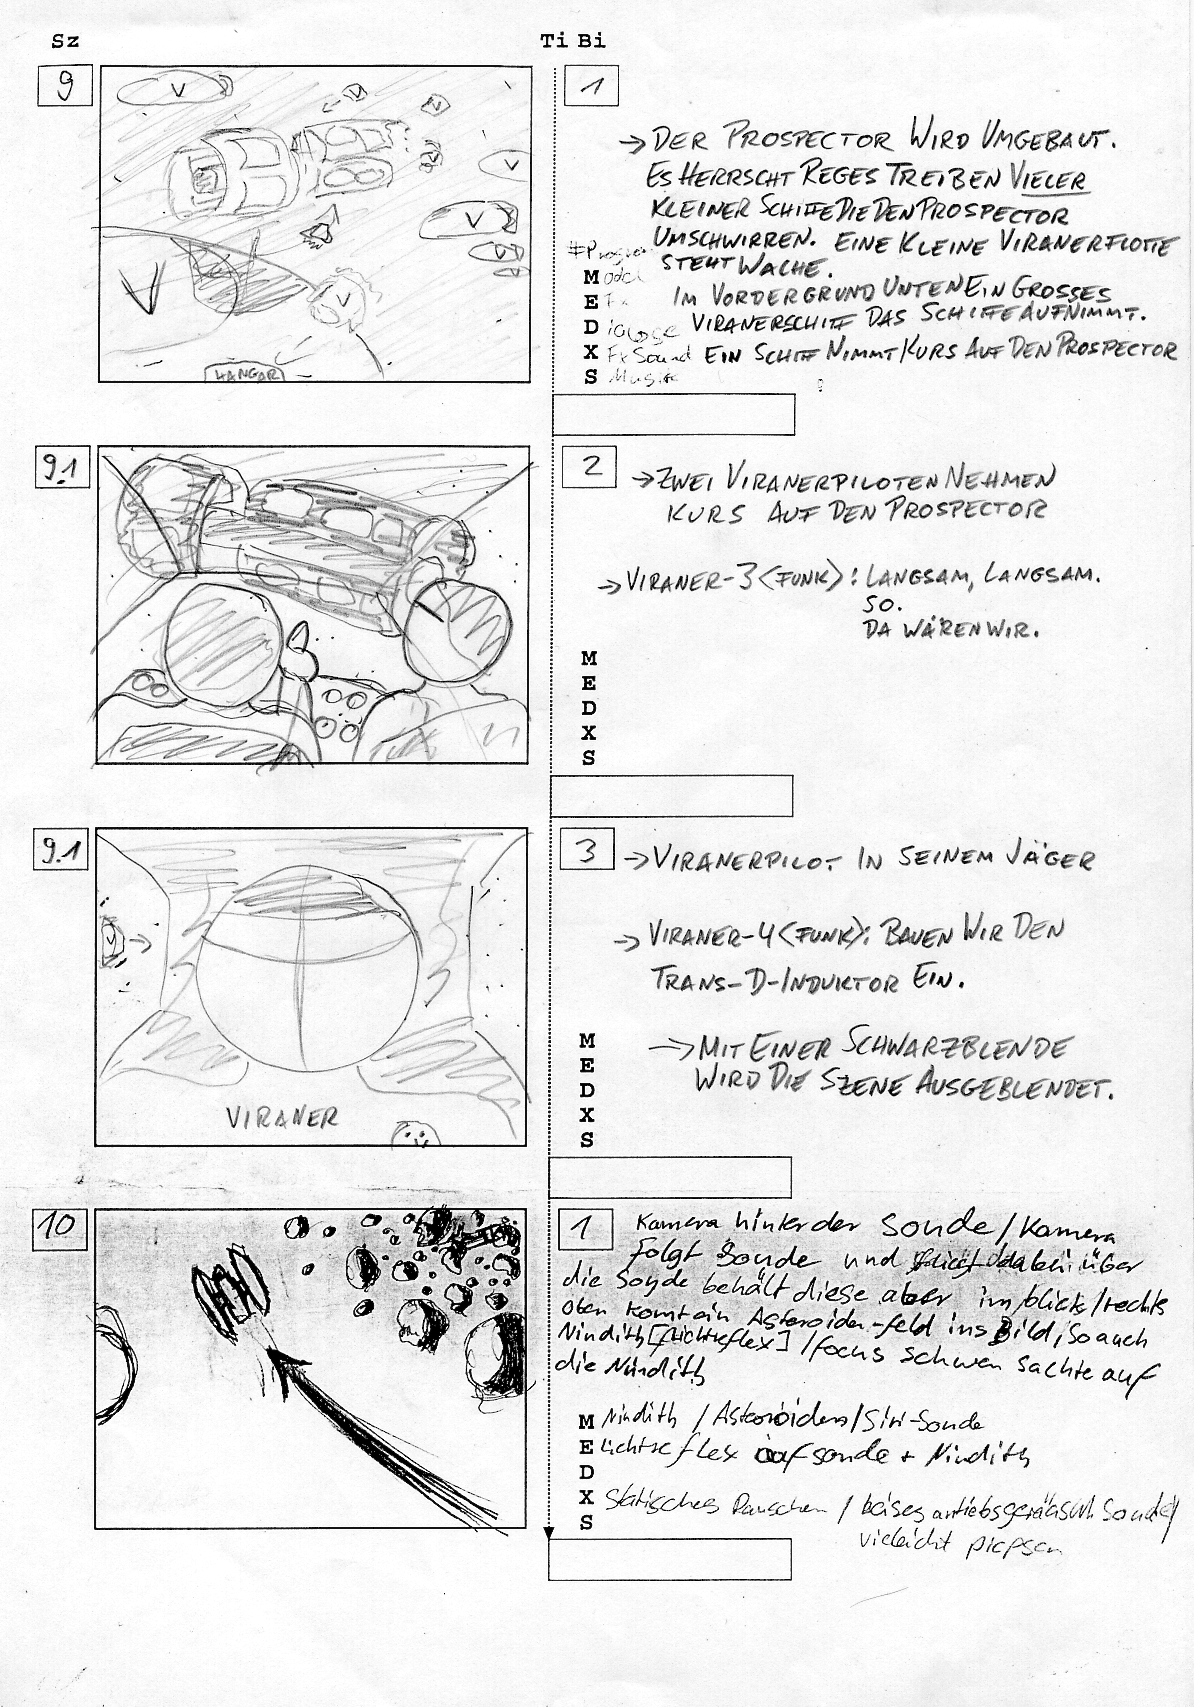 Sz
Ti Bi
9
1
V
V
V
V
V
V
V
V
V
V
HANGAR
→ DER PROSPECTOR WIRD UMGEBAUT.
ES HERRSCHT REGES TREIBEN VIELER
KLEINER SCHIFFE DIE DEN PROSPECTOR
UMSCHWIRREN. EINE KLEINE VIRANERFLOTTE
STEHT WACHE.
IM VORDERGRUND UNTEN EIN GROSSES
VIRANERSCHIFF DAS SCHIFFE AUFNIMMT.
EIN SCHIFF NIMMT KURS AUF DEN PROSPECTOR
Model
E
Dialoge
X FxSound
S Musik
9.1
2
→ ZWEI VIRANERPILOTEN NEHMEN
KURS AUF DEN PROSPECTOR
→ VIRANER-3 <FUNK>: LANGSAM, LANGSAM.
SO.
DA WÄREN WIR.
M
E
D
X
S
9.1
3
V
VIRANER
→ VIRANERPILOT IN SEINEM JÄGER
→ VIRANER-4 <FUNK>: BAUEN WIR DEN
TRANS-D-INDUKTOR EIN.
→ MIT EINER SCHWARZBLENDE
WIRD DIE SZENE AUSGEBLENDET.
M
E
D
X
S
10
1
Kamera hinter der Sonde / Kamera
folgt Sonde und dabei über
die Sonde behält diese aber im blick / rechts
oben komt ein Asteroiden-feld ins Bild, so auch
Nindith [lichtreflex] / focus schwen sachte auf
die Nindith
M Nindith / Asteroiden / Siri-Sonde
E Lichtreflex auf sonde + Nindith
D
X statisches Rauschen / leises antriebsgeräusch Sonde /
S
vieleicht piepsen